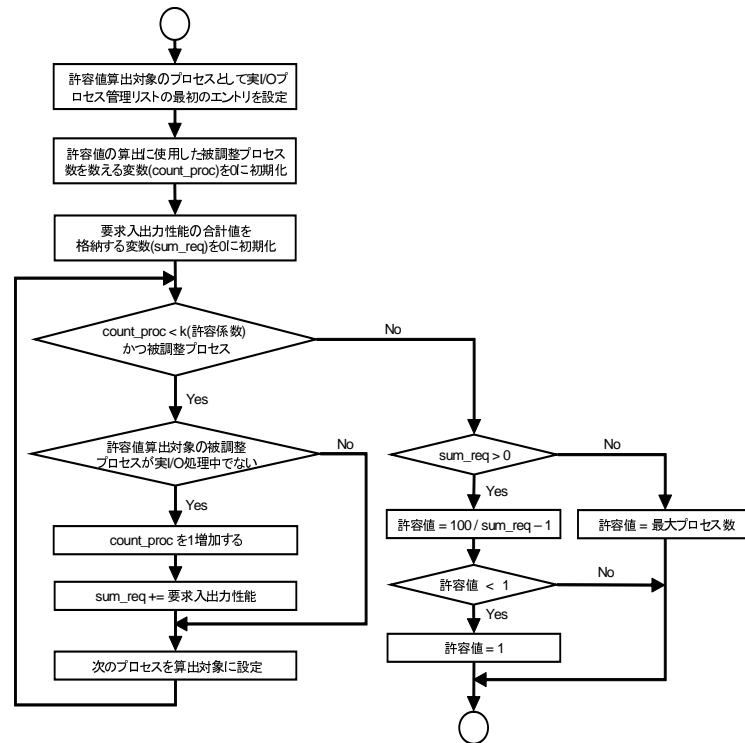 許容値算出対象のプロセスとして実I/Oプ
ロセス管理リストの最初のエントリを設定
許容値の算出に使用した被調整プロセス
数を数える変数(count_proc)を0に初期化
要求入出力性能の合計値を
格納する変数(sum_req)を0に初期化
count_proc < k(許容係数)
かつ被調整プロセス
No
Yes
許容値算出対象の被調整
プロセスが実I/O処理中でない
No
Yes
count_proc を1増加する
sum_req += 要求入出力性能
次のプロセスを算出対象に設定
sum_req > 0
No
Yes
許容値 = 100 / sum_req − 1
許容値 = 最大プロセス数
許容値 < 1
No
Yes
許容値 = 1